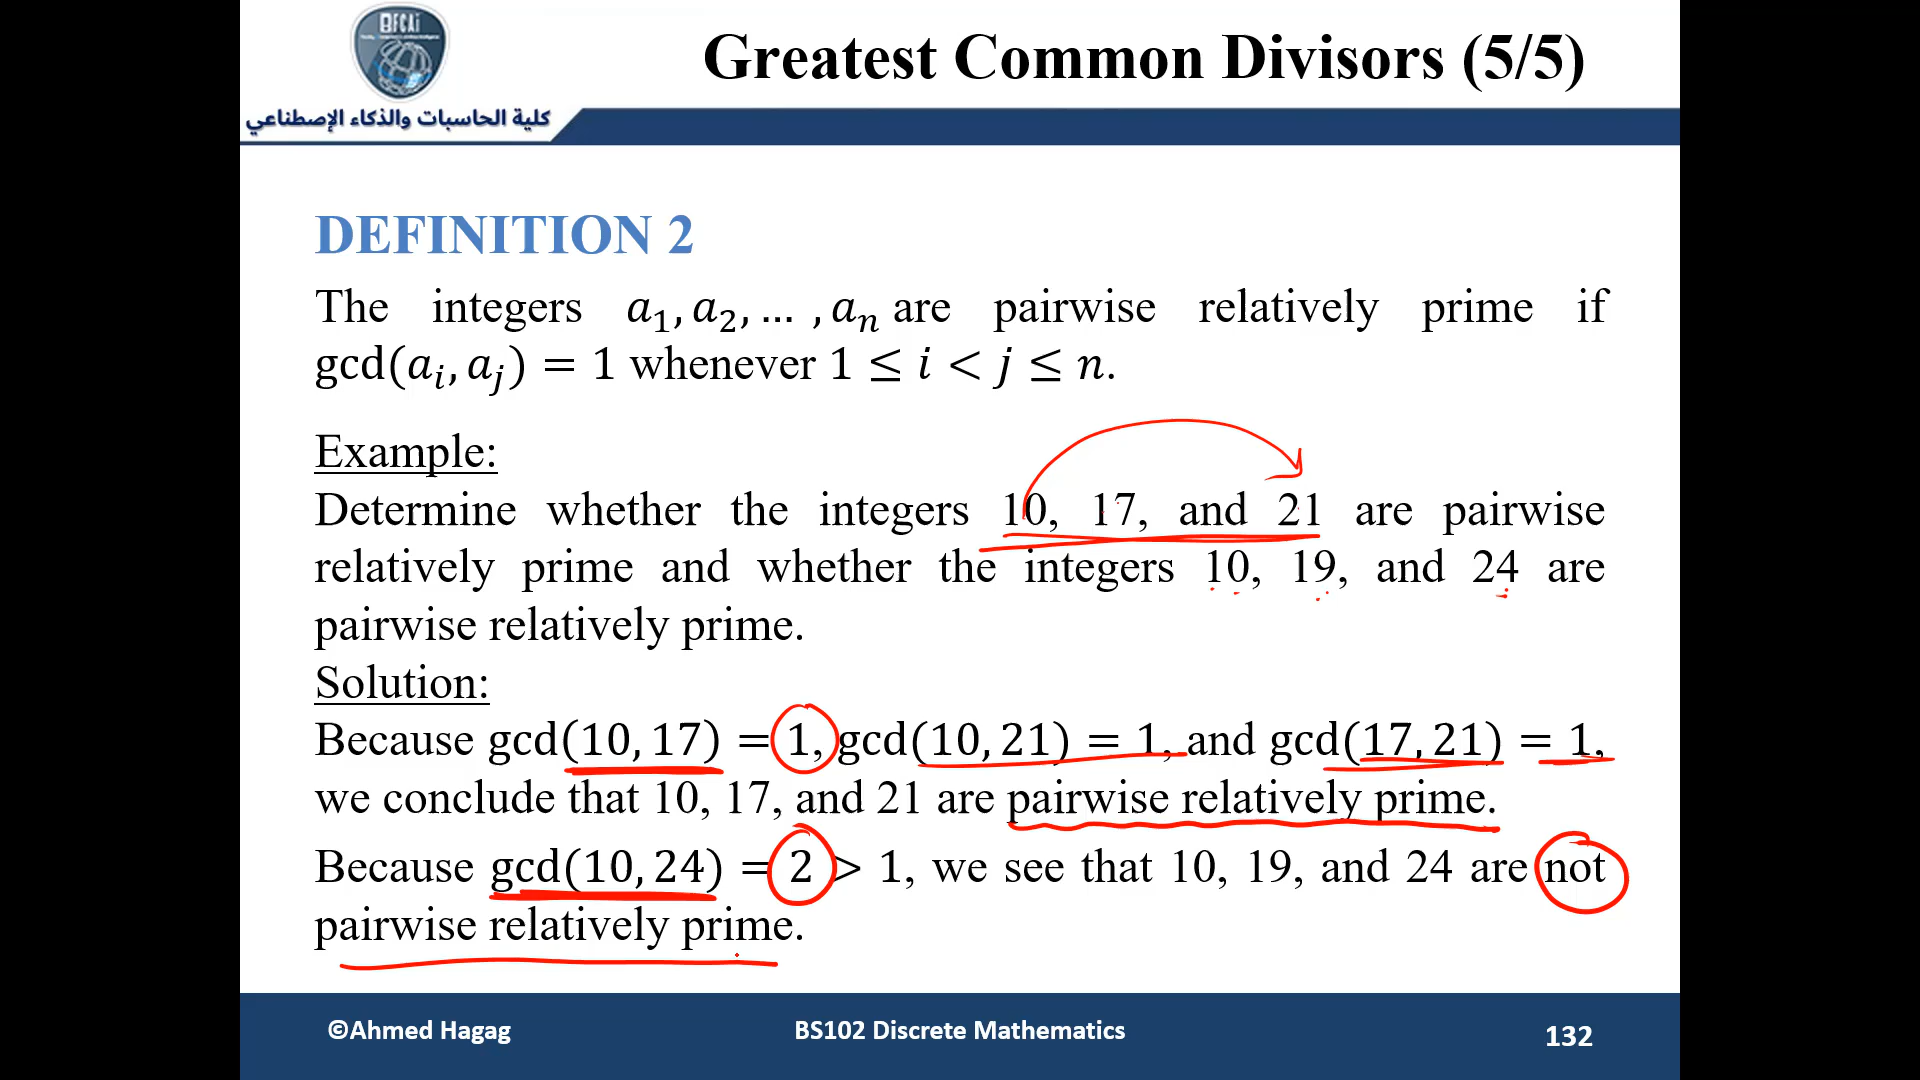 FCAi
Greatest Common Divisors (5/5)
كلية الحاسبات والذكاء الإصطناعي
DEFINITION 2
The integers a₁, a₂, … , aₙ are pairwise relatively prime if
gcd(aᵢ, aⱼ) = 1 whenever 1 ≤ i < j ≤ n.
Example:
Determine whether the integers 10, 17, and 21 are pairwise
relatively prime and whether the integers 10, 19, and 24 are
pairwise relatively prime.
Solution:
Because gcd(10, 17) = 1, gcd(10, 21) = 1, and gcd(17, 21) = 1,
we conclude that 10, 17, and 21 are pairwise relatively prime.
Because gcd(10, 24) = 2 > 1, we see that 10, 19, and 24 are not
pairwise relatively prime.
©Ahmed Hagag
BS102 Discrete Mathematics
132